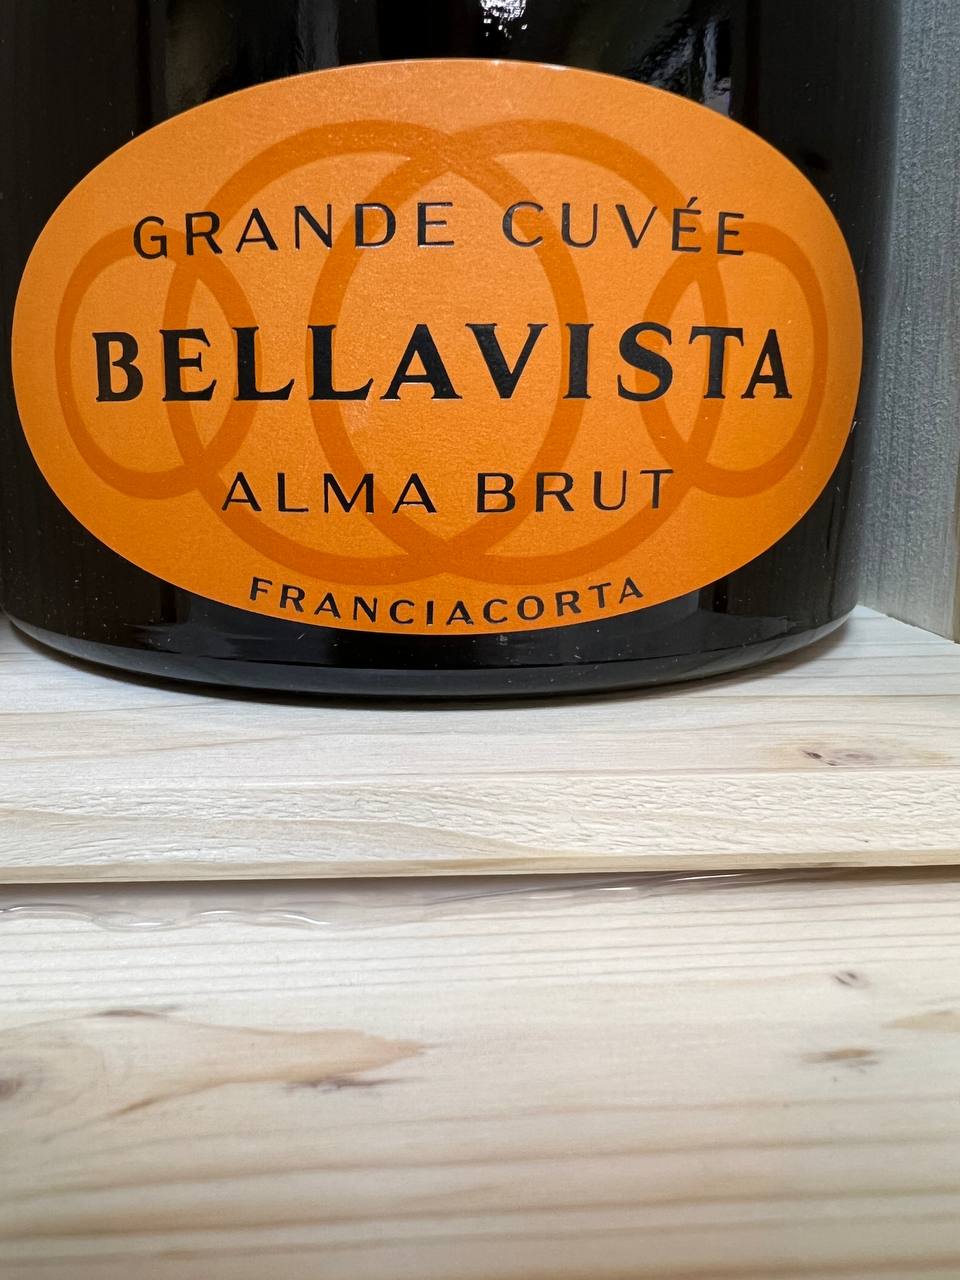 GRANDE CUVÉE
BELLAVISTA
ALMA BRUT
FRANCIACORTA